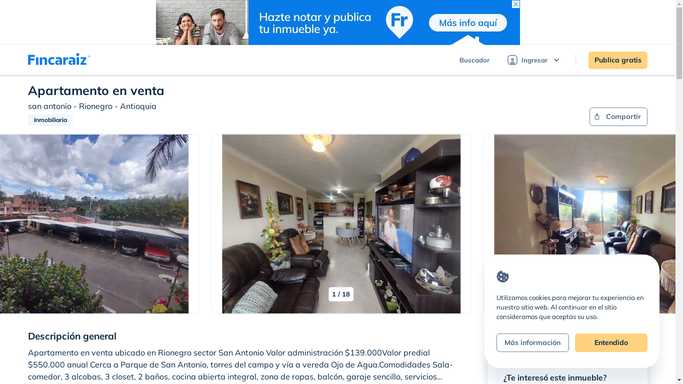 Hazte notar y publica
tu inmueble ya.
Fr
Más info aquí
Fincaraiz
Buscador
Ingresar
Publica gratis
Apartamento en venta
san antonio - Rionegro - Antioquia
Inmobiliaria
Compartir
1 / 18
Utilizamos cookies para mejorar tu experiencia en
nuestro sitio web. Al continuar en el sitio
consideramos que aceptas su uso.
Más información
Entendido
Descripción general
Apartamento en venta ubicado en Rionegro sector San Antonio Valor administración $139.000Valor predial
$550.000 anual Cerca a Parque de San Antonio, torres del campo y vía a vereda Ojo de Agua.Comodidades Sala-
comedor, 3 alcobas, 3 closet, 2 baños, cocina abierta integral, zona de ropas, balcón, garaje sencillo, servicios...
¿Te interesó este inmueble?